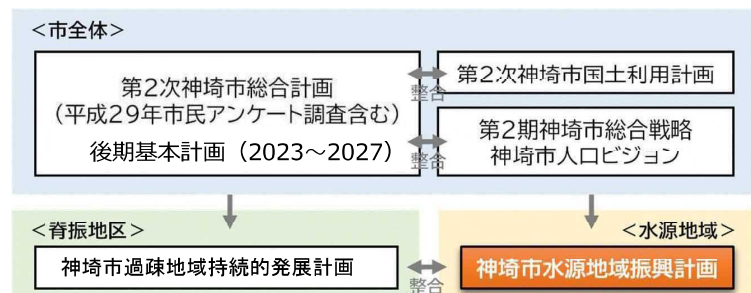 <市全体>
第2次神埼市総合計画
(平成29年市民アンケート調査含む)
後期基本計画(2023~2027)
整合
第2次神埼市国土利用計画
整合
第2期神埼市総合戦略
神埼市人口ビジョン
<脊振地区>
神埼市過疎地域持続的発展計画
整合
<水源地域>
神埼市水源地域振興計画